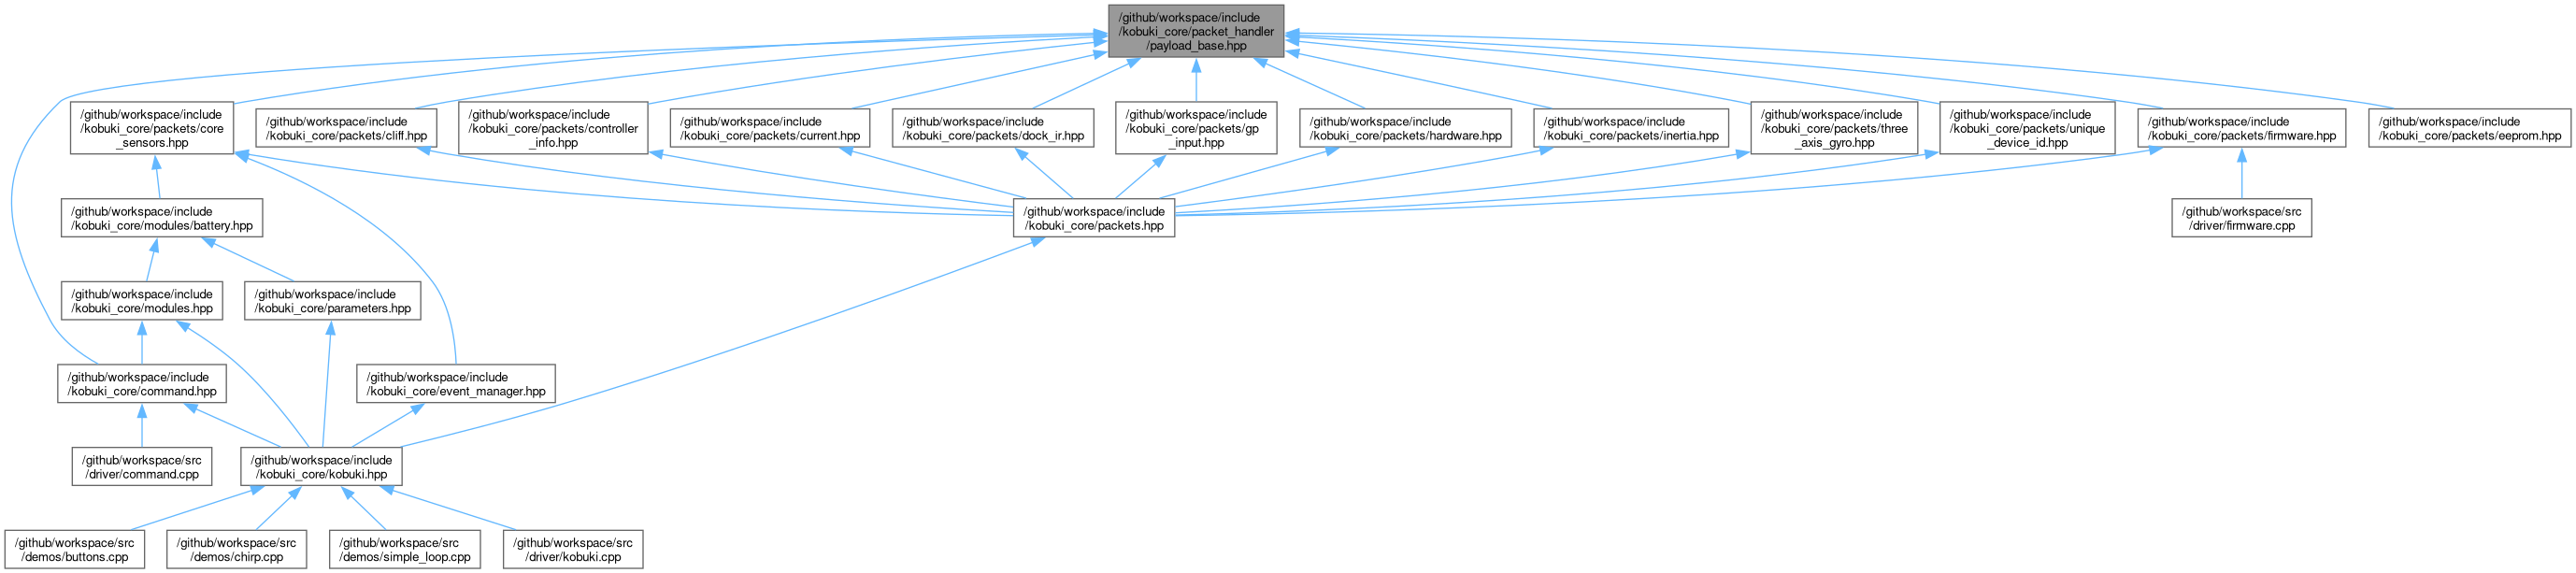 /github/workspace/include
/kobuki_core/packet_handler
/payload_base.hpp
/github/workspace/include
/kobuki_core/packets/core
_sensors.hpp
/github/workspace/include
/kobuki_core/packets/cliff.hpp
/github/workspace/include
/kobuki_core/packets/controller
_info.hpp
/github/workspace/include
/kobuki_core/packets/current.hpp
/github/workspace/include
/kobuki_core/packets/dock_ir.hpp
/github/workspace/include
/kobuki_core/packets/gp
_input.hpp
/github/workspace/include
/kobuki_core/packets/hardware.hpp
/github/workspace/include
/kobuki_core/packets/inertia.hpp
/github/workspace/include
/kobuki_core/packets/three
_axis_gyro.hpp
/github/workspace/include
/kobuki_core/packets/unique
_device_id.hpp
/github/workspace/include
/kobuki_core/packets/firmware.hpp
/github/workspace/include
/kobuki_core/packets/eeprom.hpp
/github/workspace/include
/kobuki_core/modules/battery.hpp
/github/workspace/include
/kobuki_core/packets.hpp
/github/workspace/src
/driver/firmware.cpp
/github/workspace/include
/kobuki_core/modules.hpp
/github/workspace/include
/kobuki_core/parameters.hpp
/github/workspace/include
/kobuki_core/command.hpp
/github/workspace/include
/kobuki_core/event_manager.hpp
/github/workspace/src
/driver/command.cpp
/github/workspace/include
/kobuki_core/kobuki.hpp
/github/workspace/src
/demos/buttons.cpp
/github/workspace/src
/demos/chirp.cpp
/github/workspace/src
/demos/simple_loop.cpp
/github/workspace/src
/driver/kobuki.cpp